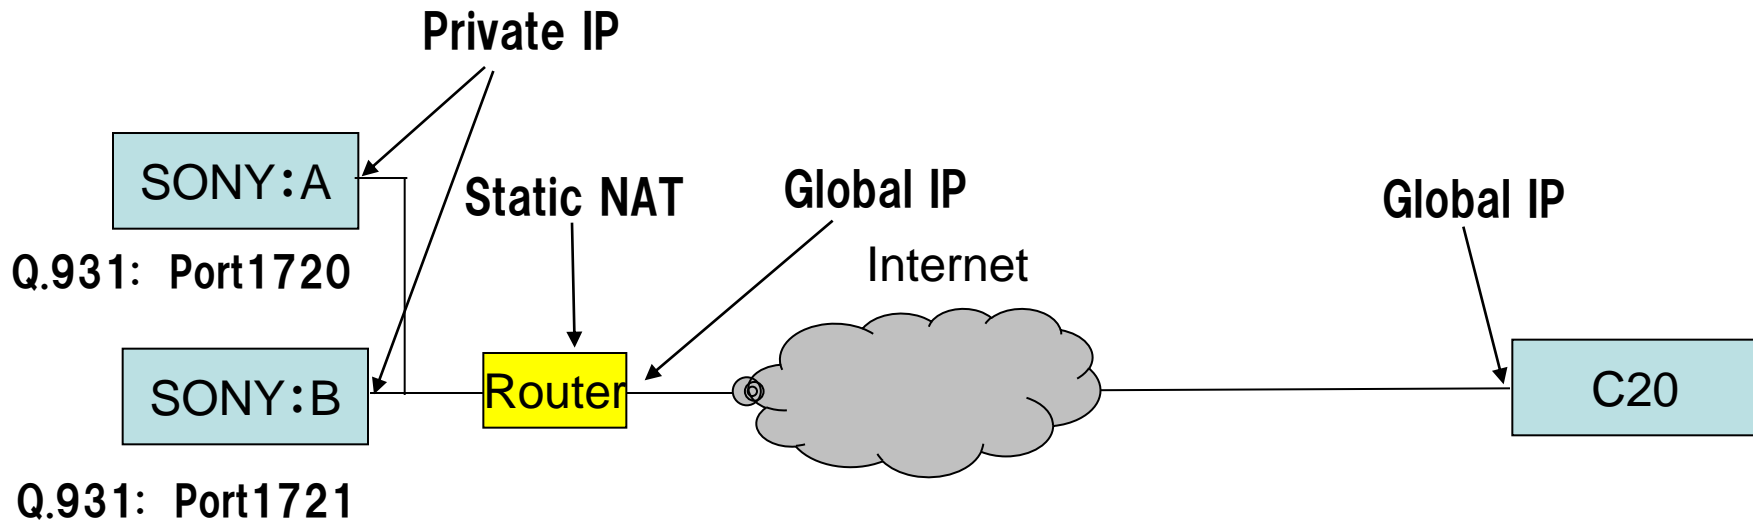 Private IP
SONY:A
Static NAT
Global IP
Global IP
Q.931: Port1720
Internet
SONY:B
Router
C20
Q.931: Port1721